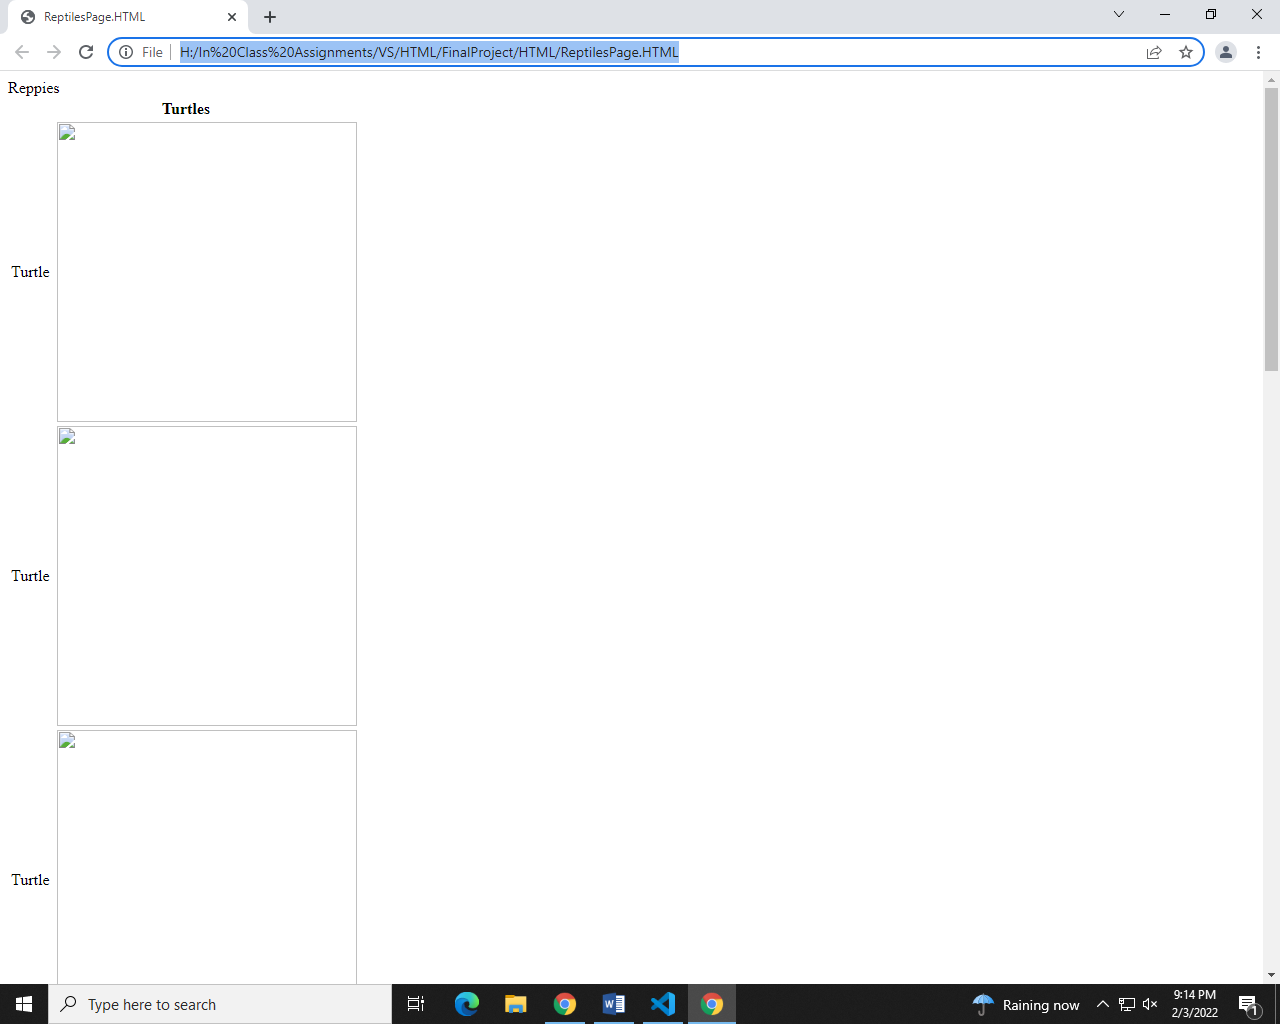 ReptilesPage.HTML
File H:/In%20Class%20Assignments/VS/HTML/FinalProject/HTML/ReptilesPage.HTML
Reppies
Turtles
Turtle
Turtle
Turtle
Type here to search
Raining now
9:14 PM
2/3/2022
1